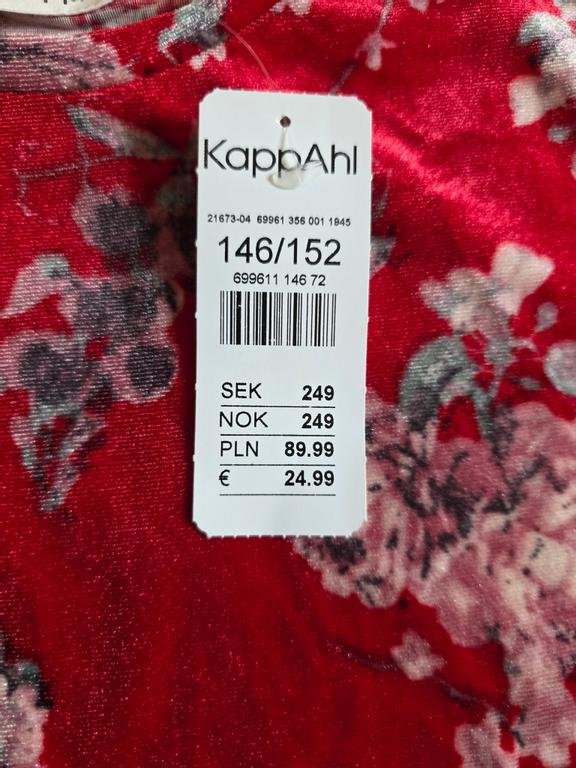 KappAhl
21673-04 69961 356 001 1945
146/152
699611 146 72
SEK 249
NOK 249
PLN 89.99
€ 24.99